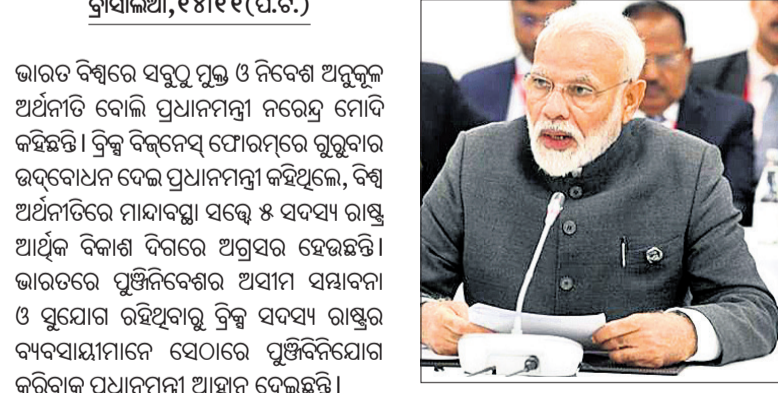 ବ୍ରାସିଲିଆ,୧୪।୧୧(ପ.ଟ.)
ଭାରତ ବିଶ୍ୱରେ ସବୁଠୁ ମୁକ୍ତ ଓ ନିବେଶ ଅନୁକୂଳ
ଅର୍ଥନୀତି ବୋଲି ପ୍ରଧାନମନ୍ତ୍ରୀ ନରେନ୍ଦ୍ର ମୋଦି
କହିଛନ୍ତି। ବ୍ରିକ୍ସ ବିଜ୍‌ନେସ୍‌ ଫୋରମ୍‌ରେ ଗୁରୁବାର
ଉଦ୍‌ବୋଧନ ଦେଇ ପ୍ରଧାନମନ୍ତ୍ରୀ କହିଥିଲେ, ବିଶ୍ୱ
ଅର୍ଥନୀତିରେ ମାନ୍ଦାବସ୍ଥା ସତ୍ତ୍ୱେ ୫ ସଦସ୍ୟ ରାଷ୍ଟ୍ର
ଆର୍ଥିକ ବିକାଶ ଦିଗରେ ଅଗ୍ରସର ହେଉଛନ୍ତି।
ଭାରତରେ ପୁଞ୍ଜିନିବେଶର ଅସୀମ ସମ୍ଭାବନା
ଓ ସୁଯୋଗ ରହିଥିବାରୁ ବ୍ରିକ୍ସ ସଦସ୍ୟ ରାଷ୍ଟ୍ରର
ବ୍ୟବସାୟୀମାନେ ସେଠାରେ ପୁଞ୍ଜିବିନିଯୋଗ
କରିବାକୁ ପ୍ରଧାନମନ୍ତ୍ରୀ ଆହ୍ୱାନ ଦେଇଛନ୍ତି।